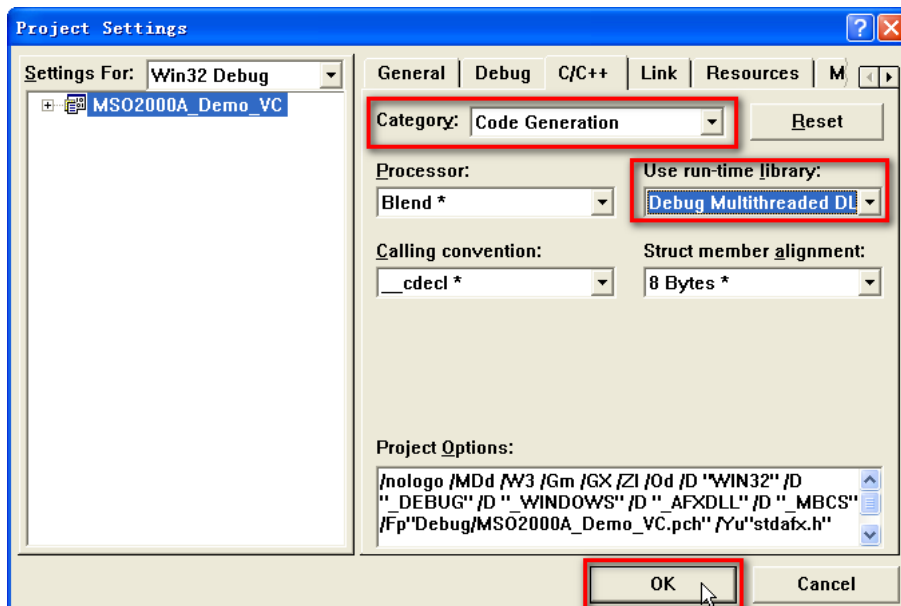 Project Settings
Settings For: Win32 Debug
MSO2000A_Demo_VC
General Debug C/C++ Link Resources M
Category: Code Generation Reset
Processor: Use run-time library:
Blend * Debug Multithreaded DL
Calling convention: Struct member alignment:
__cdecl * 8 Bytes *
Project Options:
/nologo /MDd /W3 /Gm /GX /ZI /Od /D "WIN32" /D
"_DEBUG" /D "_WINDOWS" /D "_AFXDLL" /D "_MBCS"
/Fp"Debug/MSO2000A_Demo_VC.pch" /Yu"stdafx.h"
OK Cancel